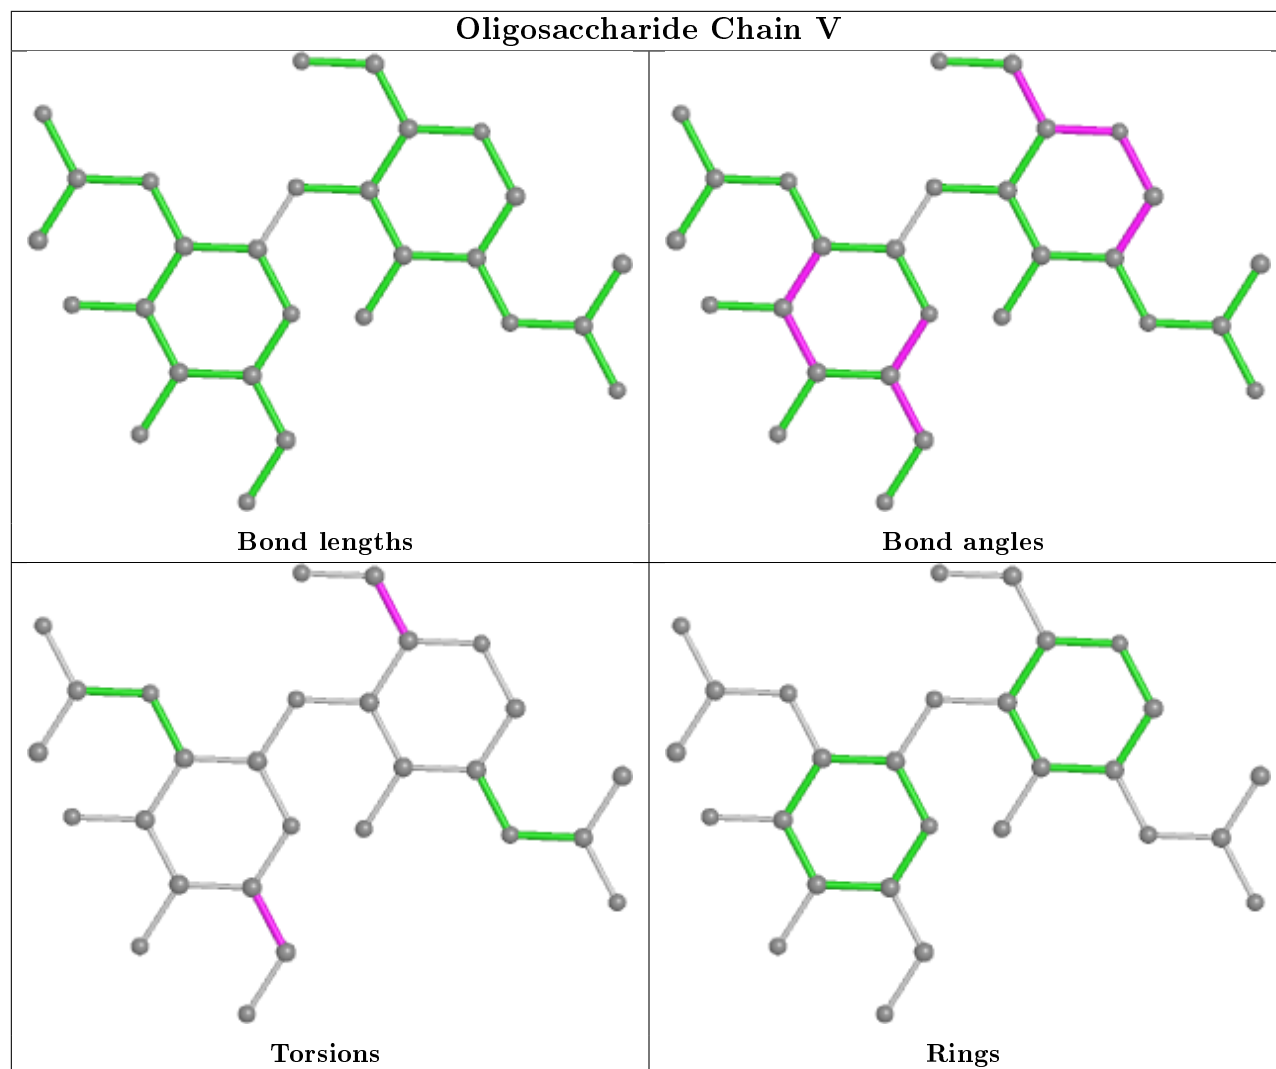 Oligosaccharide Chain V
Bond lengths
Bond angles
Torsions
Rings